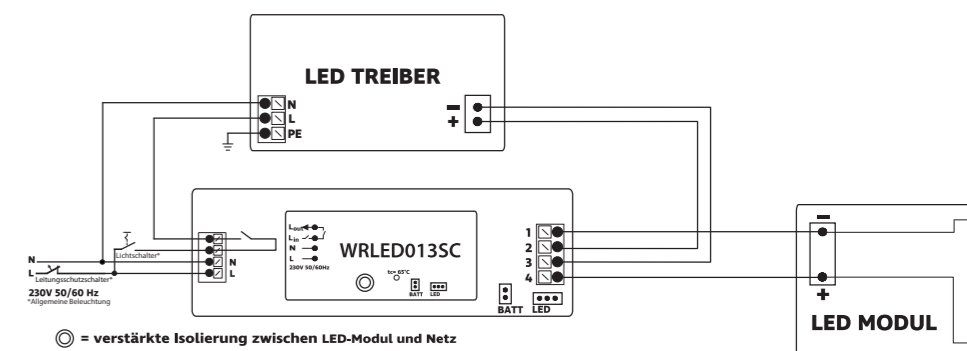 LED TREIBER
N
L
PE
−
+
Lout
Lin
N
L
230V 50/60Hz
WRLED013SC
tc= 65°C
BATT LED
N
L
1
2
3
4
BATT LED
Lichtschalter*
N
L
Leitungsschutzschalter*
230V 50/60 Hz
*Allgemeine Beleuchtung
−
+
LED MODUL
= verstärkte Isolierung zwischen LED-Modul und Netz